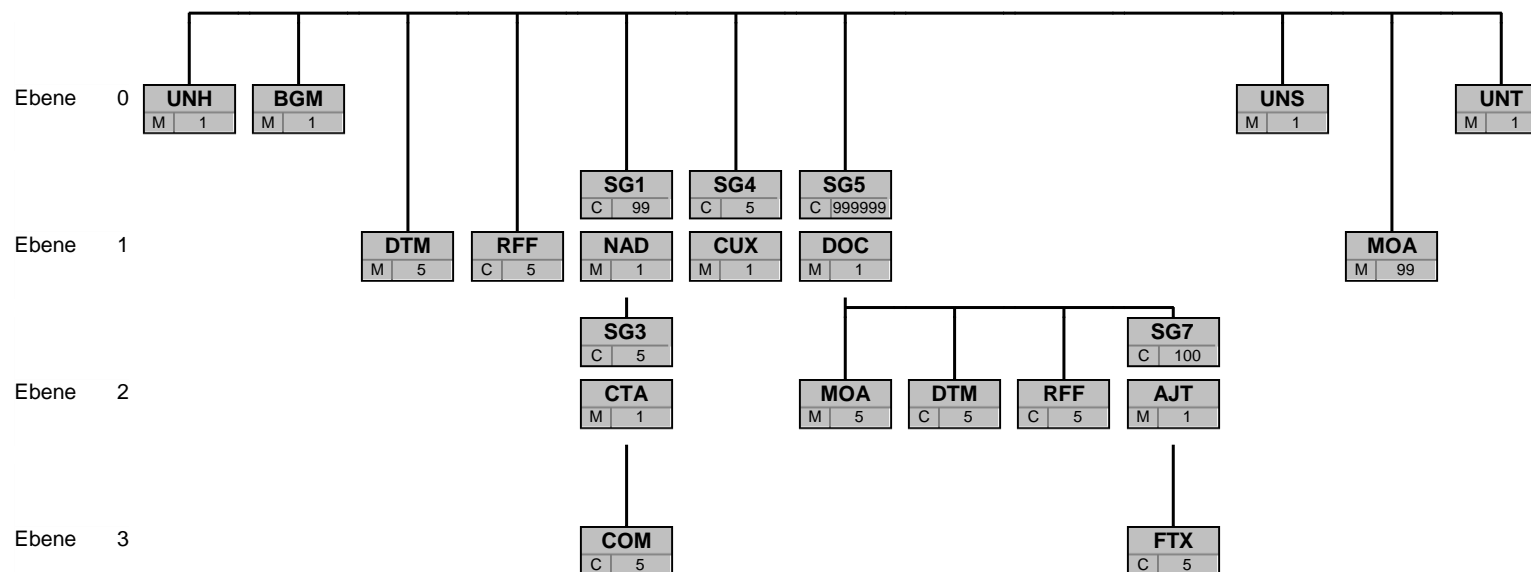 Ebene 0 UNH BGM UNS UNT
M 1 M 1 M 1 M 1
SG1 SG4 SG5
C 99 C 5 C 999999
Ebene 1 DTM RFF NAD CUX DOC MOA
M 5 C 5 M 1 M 1 M 1 M 99
SG3 SG7
C 5 C 100
Ebene 2 CTA MOA DTM RFF AJT
M 1 M 5 C 5 C 5 M 1
Ebene 3 COM FTX
C 5 C 5